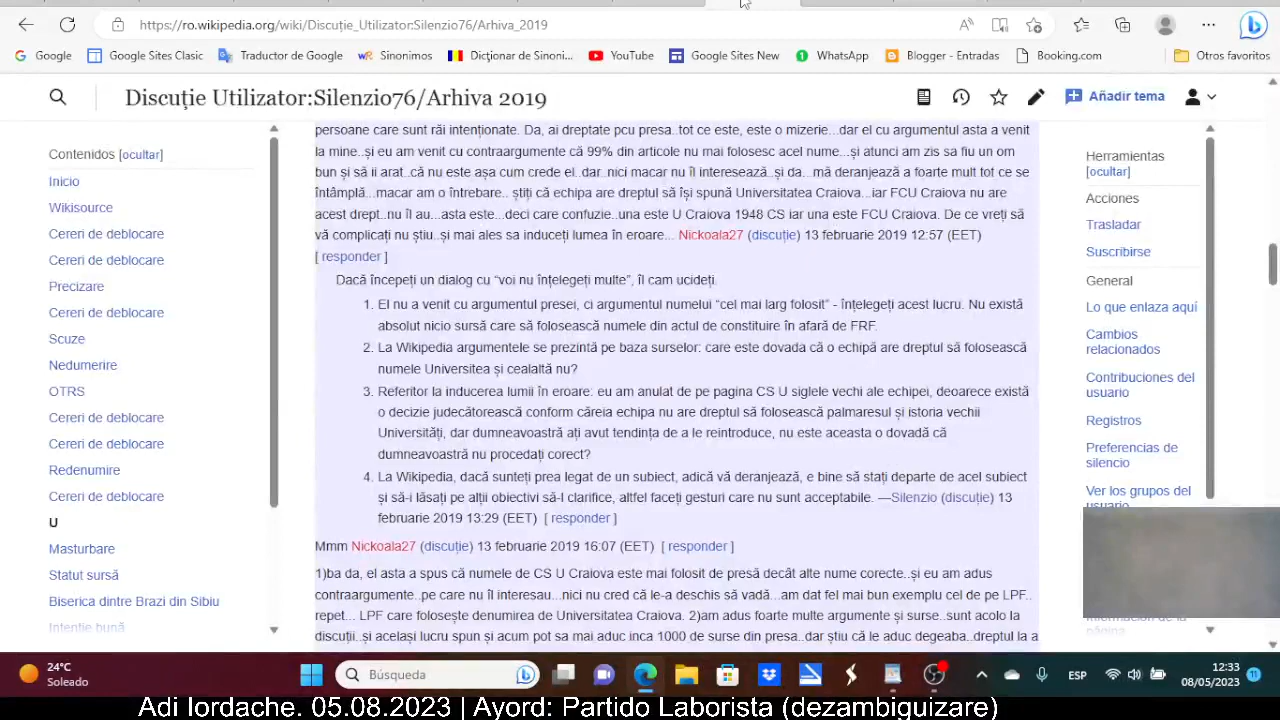 https://ro.wikipedia.org/wiki/Discuție_Utilizator:Silenzio76/Arhiva_2019
Google
Google Sites Clasic
Traductor de Google
Sinonimos
Dicționar de Sinoni...
YouTube
Google Sites New
WhatsApp
Blogger - Entradas
Booking.com
Otros favoritos
Discuție Utilizator:Silenzio76/Arhiva 2019
Añadir tema
Contenidos [ocultar]
Inicio
Wikisource
Cereri de deblocare
Cereri de deblocare
Precizare
Cereri de deblocare
Scuze
Nedumerire
OTRS
Cereri de deblocare
Cereri de deblocare
Redenumire
Cereri de deblocare
U
Masturbare
Statut sursă
Biserica dintre Brazi din Sibiu
Intenție bună
persoane care sunt răi intenționate. Da, ai dreptate pcu presa..tot ce este, este o mizerie...dar el cu argumentul asta a venit
la mine...și eu am venit cu contraargumente că 99% din articole nu mai folosesc acel nume...și atunci am zis sa fiu un om
bun și să ii arat..că nu este așa cum crede el..dar..nici macar nu îl interesează..și da...mă deranjează a foarte mult tot ce se
întâmplă...macar am o întrebare.. știți că echipa are dreptul să își spună Universitatea Craiova...iar FCU Craiova nu are
acest drept..nu îl au...asta este...deci care confuzie..una este U Craiova 1948 CS iar una este FCU Craiova. De ce vreți să
vă complicați nu știu...și mai ales sa induceți lumea în eroare... Nickoala27 (discuție) 13 februarie 2019 12:57 (EET)
[ responder ]
Dacă începeți un dialog cu “voi nu înțelegeți multe”, îl cam ucideți.
1. El nu a venit cu argumentul presei, ci argumentul numelui “cel mai larg folosit” - înțelegeți acest lucru. Nu există
absolut nicio sursă care să folosească numele din actul de constituire în afară de FRF.
2. La Wikipedia argumentele se prezintă pe baza surselor: care este dovada că o echipă are dreptul să folosească
numele Universitea și cealaltă nu?
3. Referitor la inducerea lumii în eroare: eu am anulat de pe pagina CS U siglele vechi ale echipei, deoarece există
o decizie judecătorească conform căreia echipa nu are dreptul să folosească palmaresul și istoria vechii
Universități, dar dumneavoastră ați avut tendința de a le reintroduce, nu este aceasta o dovadă că
dumneavoastră nu procedați corect?
4. La Wikipedia, dacă sunteți prea legat de un subiect, adică vă deranjează, e bine să stați departe de acel subiect
și să-i lăsați pe alții obiectivi să-l clarifice, altfel faceți gesturi care nu sunt acceptabile. —Silenzio (discuție) 13
februarie 2019 13:29 (EET) [ responder ]
Mmm Nickoala27 (discuție) 13 februarie 2019 16:07 (EET) [ responder ]
1)ba da, el asta a spus că numele de CS U Craiova este mai folosit de presă decât alte nume corecte..și eu am adus
contraargumente..pe care nu îl interesau...nici nu cred că le-a deschis să vadă...am dat fel mai bun exemplu cel de pe LPF..
repet... LPF care folosește denumirea de Universitatea Craiova. 2)am adus foarte multe argumente și surse..sunt acolo la
discuții..și același lucru spun și acum pot sa mai aduc inca 1000 de surse din presa..dar știu că le aduc degeaba..dreptul la a
Herramientas
[ocultar]
Acciones
Trasladar
Suscribirse
General
Lo que enlaza aquí
Cambios
relacionados
Contribuciones del
usuario
Registros
Preferencias de
silencio
Ver los grupos del
usuario
Información de la
página
24°C
Soleado
Búsqueda
ESP
12:33
08/05/2023
Adi Iordache. 05.08.2023 | Ayord: Partido Laborista (dezambiguizare)